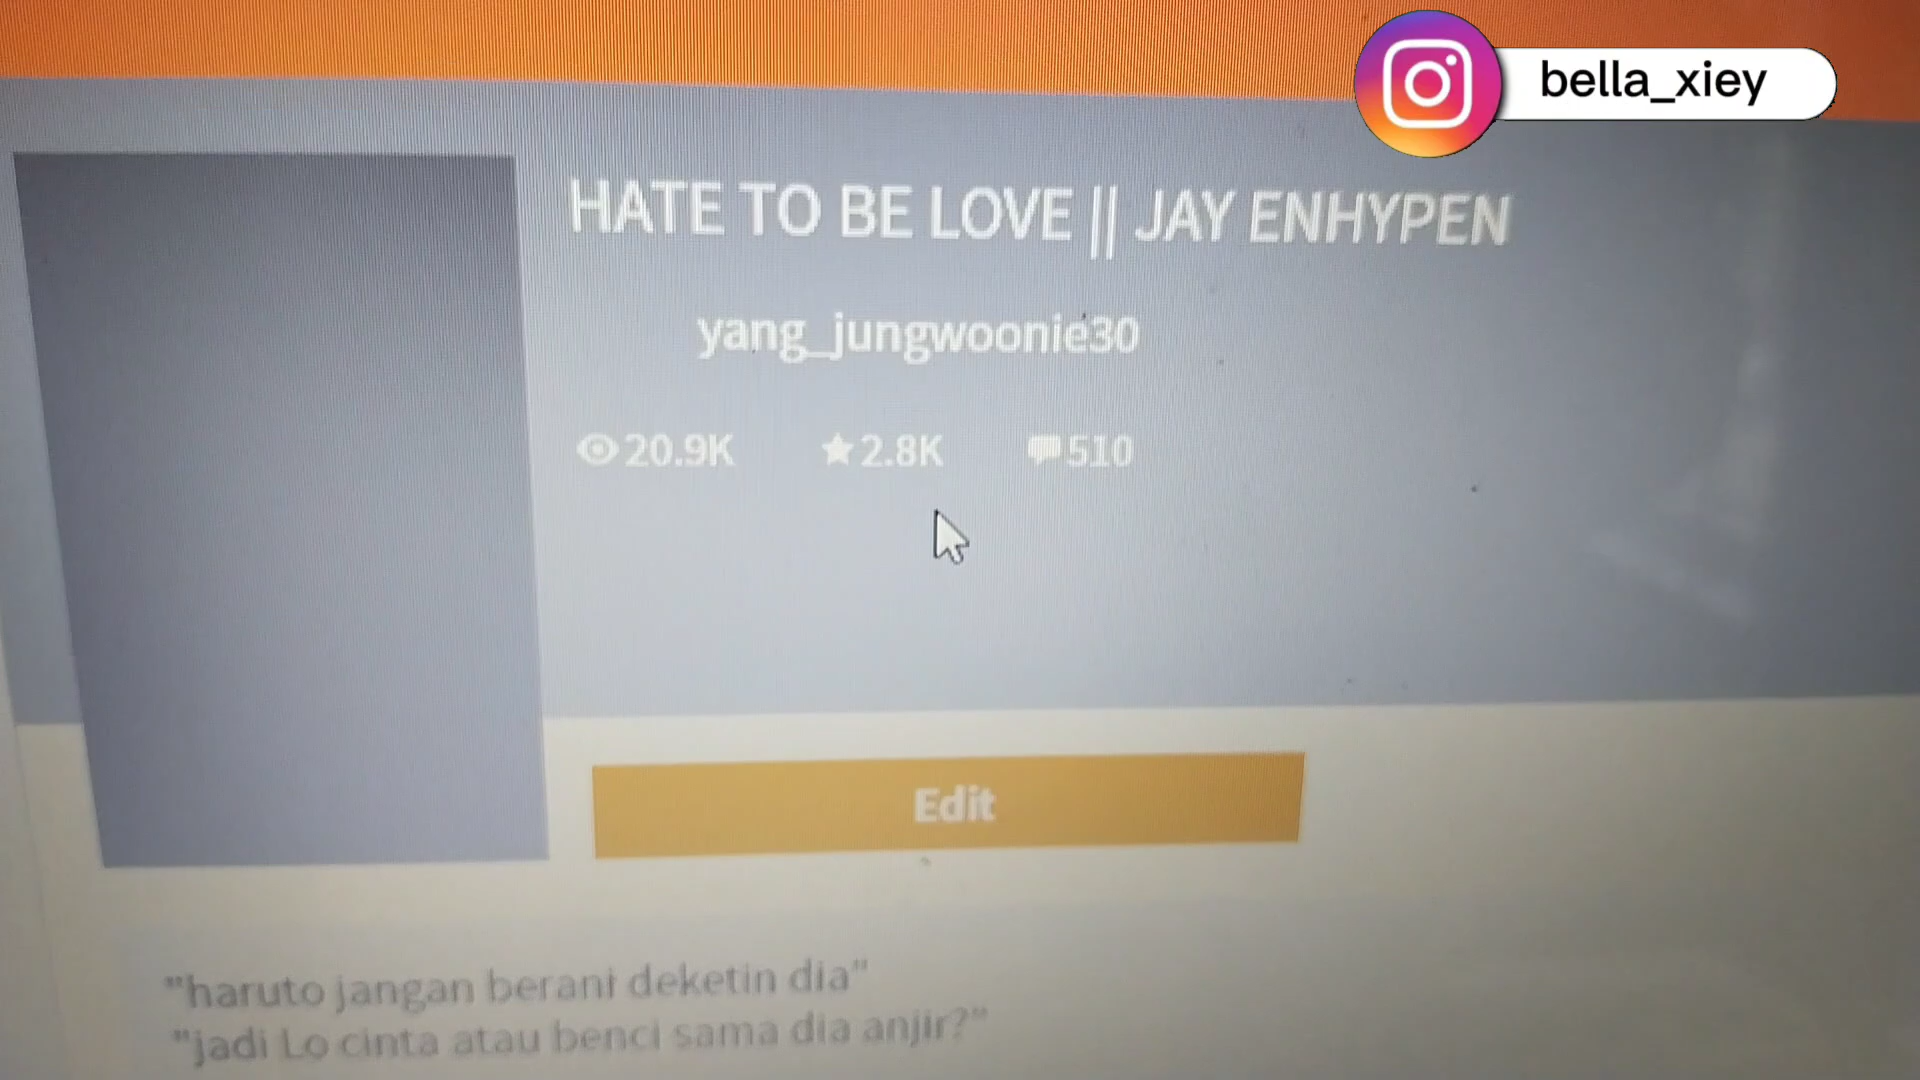 bella_xiey
HATE TO BE LOVE || JAY ENHYPEN
yang_jungwoonie30
20.9K 2.8K 510
Edit
"haruto jangan berani deketin dia"
"jadi Lo cinta atau benci sama dia anjir?"